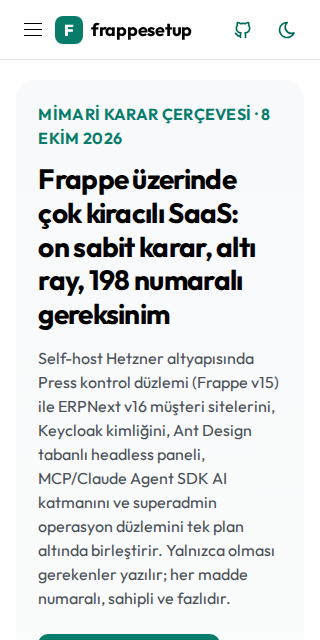 F frappesetup
MİMARİ KARAR ÇERÇEVESİ · 8
EKİM 2026
Frappe üzerinde
çok kiracılı SaaS:
on sabit karar, altı
ray, 198 numaralı
gereksinim
Self-host Hetzner altyapısında
Press kontrol düzlemi (Frappe v15)
ile ERPNext v16 müşteri sitelerini,
Keycloak kimliğini, Ant Design
tabanlı headless paneli,
MCP/Claude Agent SDK AI
katmanını ve superadmin
operasyon düzlemini tek plan
altında birleştirir. Yalnızca olması
gerekenler yazılır; her madde
numaralı, sahipli ve fazlıdır.